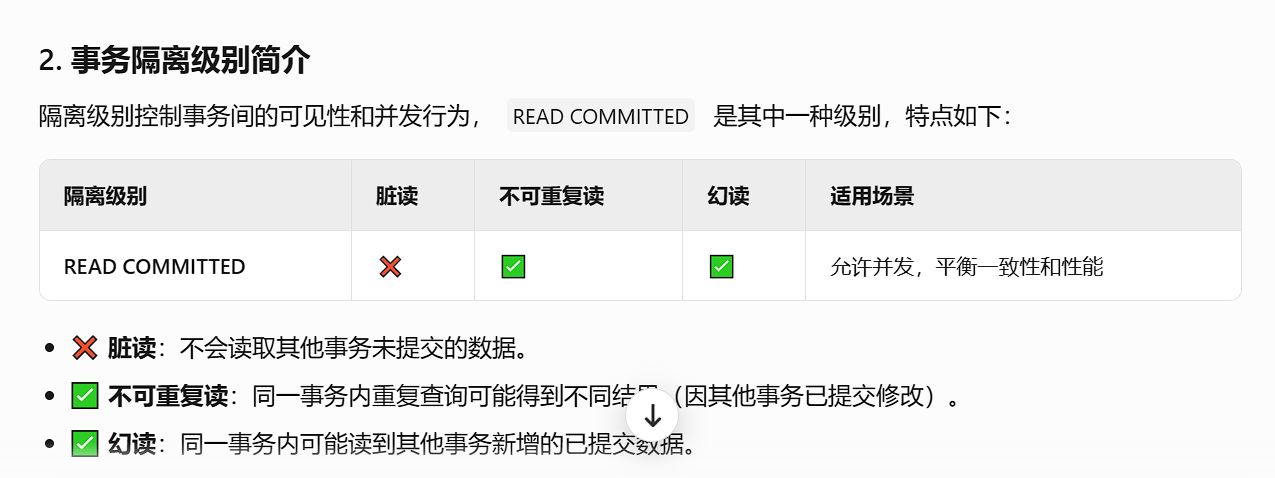 2. 事务隔离级别简介
隔离级别控制事务间的可见性和并发行为， READ COMMITTED 是其中一种级别，特点如下：
隔离级别 脏读 不可重复读 幻读 适用场景
READ COMMITTED ❌ ✅ ✅ 允许并发，平衡一致性和性能
• ❌ 脏读：不会读取其他事务未提交的数据。
• ✅ 不可重复读：同一事务内重复查询可能得到不同结果（因其他事务已提交修改）。
• ✅ 幻读：同一事务内可能读到其他事务新增的已提交数据。